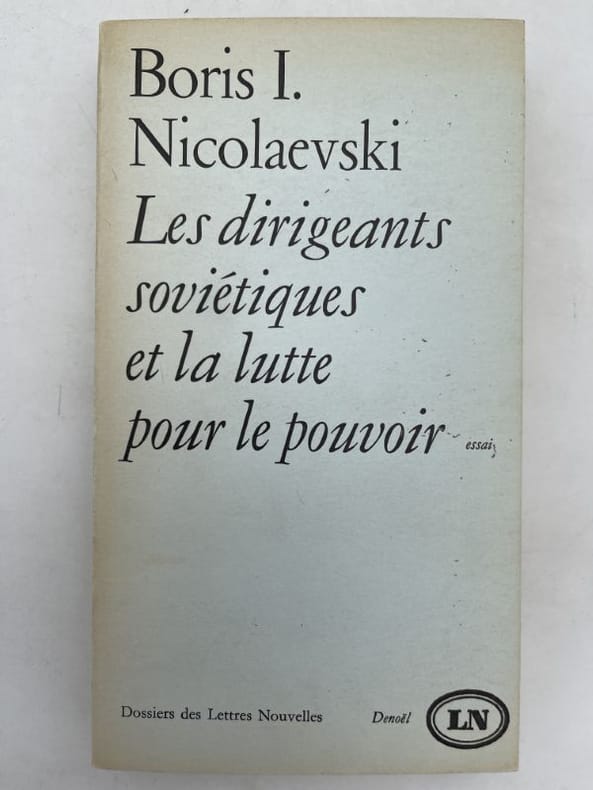 Boris I.
Nicolaevski
Les dirigeants
soviétiques
et la lutte
pour le pouvoir essai
Dossiers des Lettres Nouvelles Denoël LN